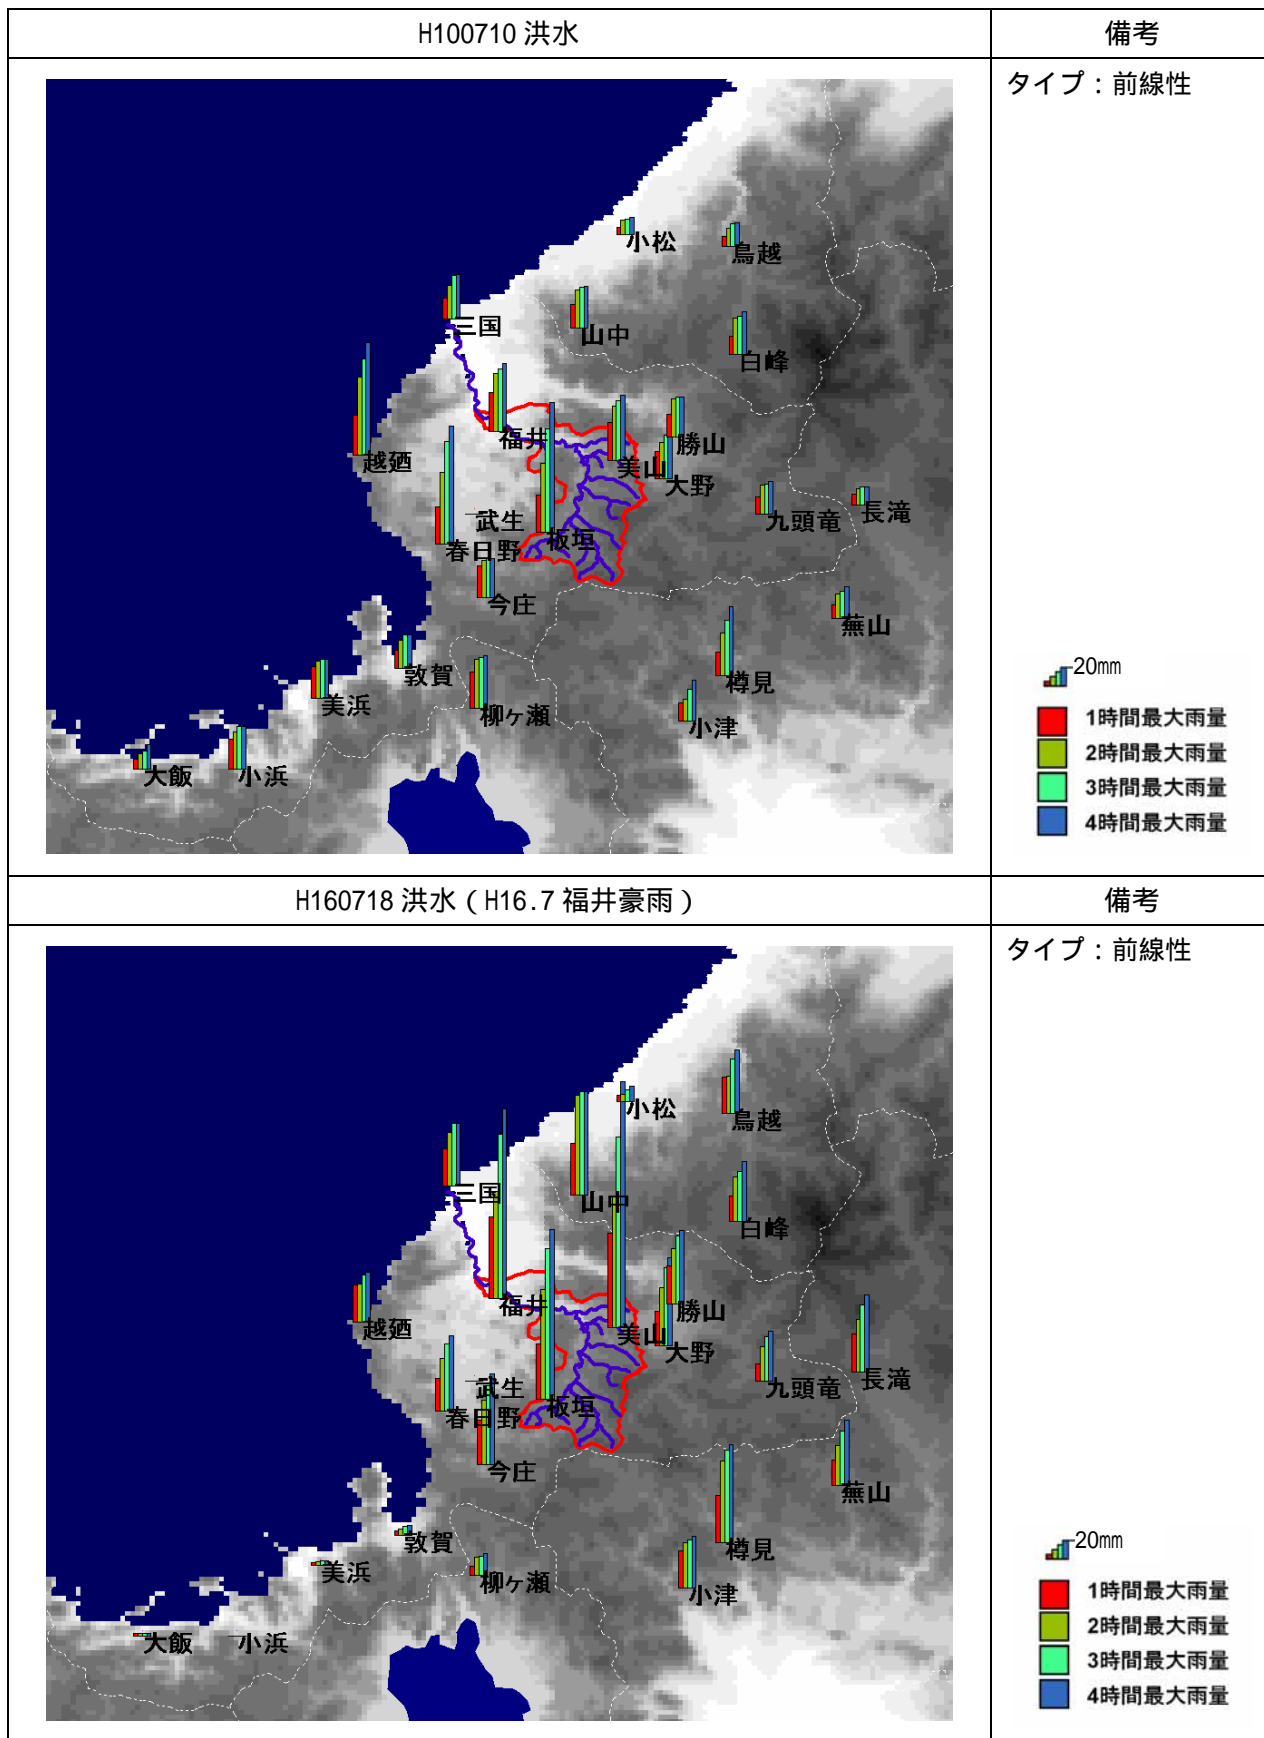 H100710 洪水
備考
タイプ：前線性
小松
鳥越
三国
山中
白峰
福井
勝山
越廼
美山
大野
武生
九頭竜
長滝
春日野
板垣
今庄
蕪山
敦賀
樽見
美浜
柳ヶ瀬
小津
大飯
小浜
20㎜
1時間最大雨量
2時間最大雨量
3時間最大雨量
4時間最大雨量
H160718 洪水（H16.7 福井豪雨）
備考
タイプ：前線性
小松
鳥越
三国
山中
白峰
福井
勝山
越廼
美山
大野
武生
九頭竜
長滝
春日野
板垣
今庄
蕪山
敦賀
樽見
美浜
柳ヶ瀬
小津
大飯
小浜
20㎜
1時間最大雨量
2時間最大雨量
3時間最大雨量
4時間最大雨量